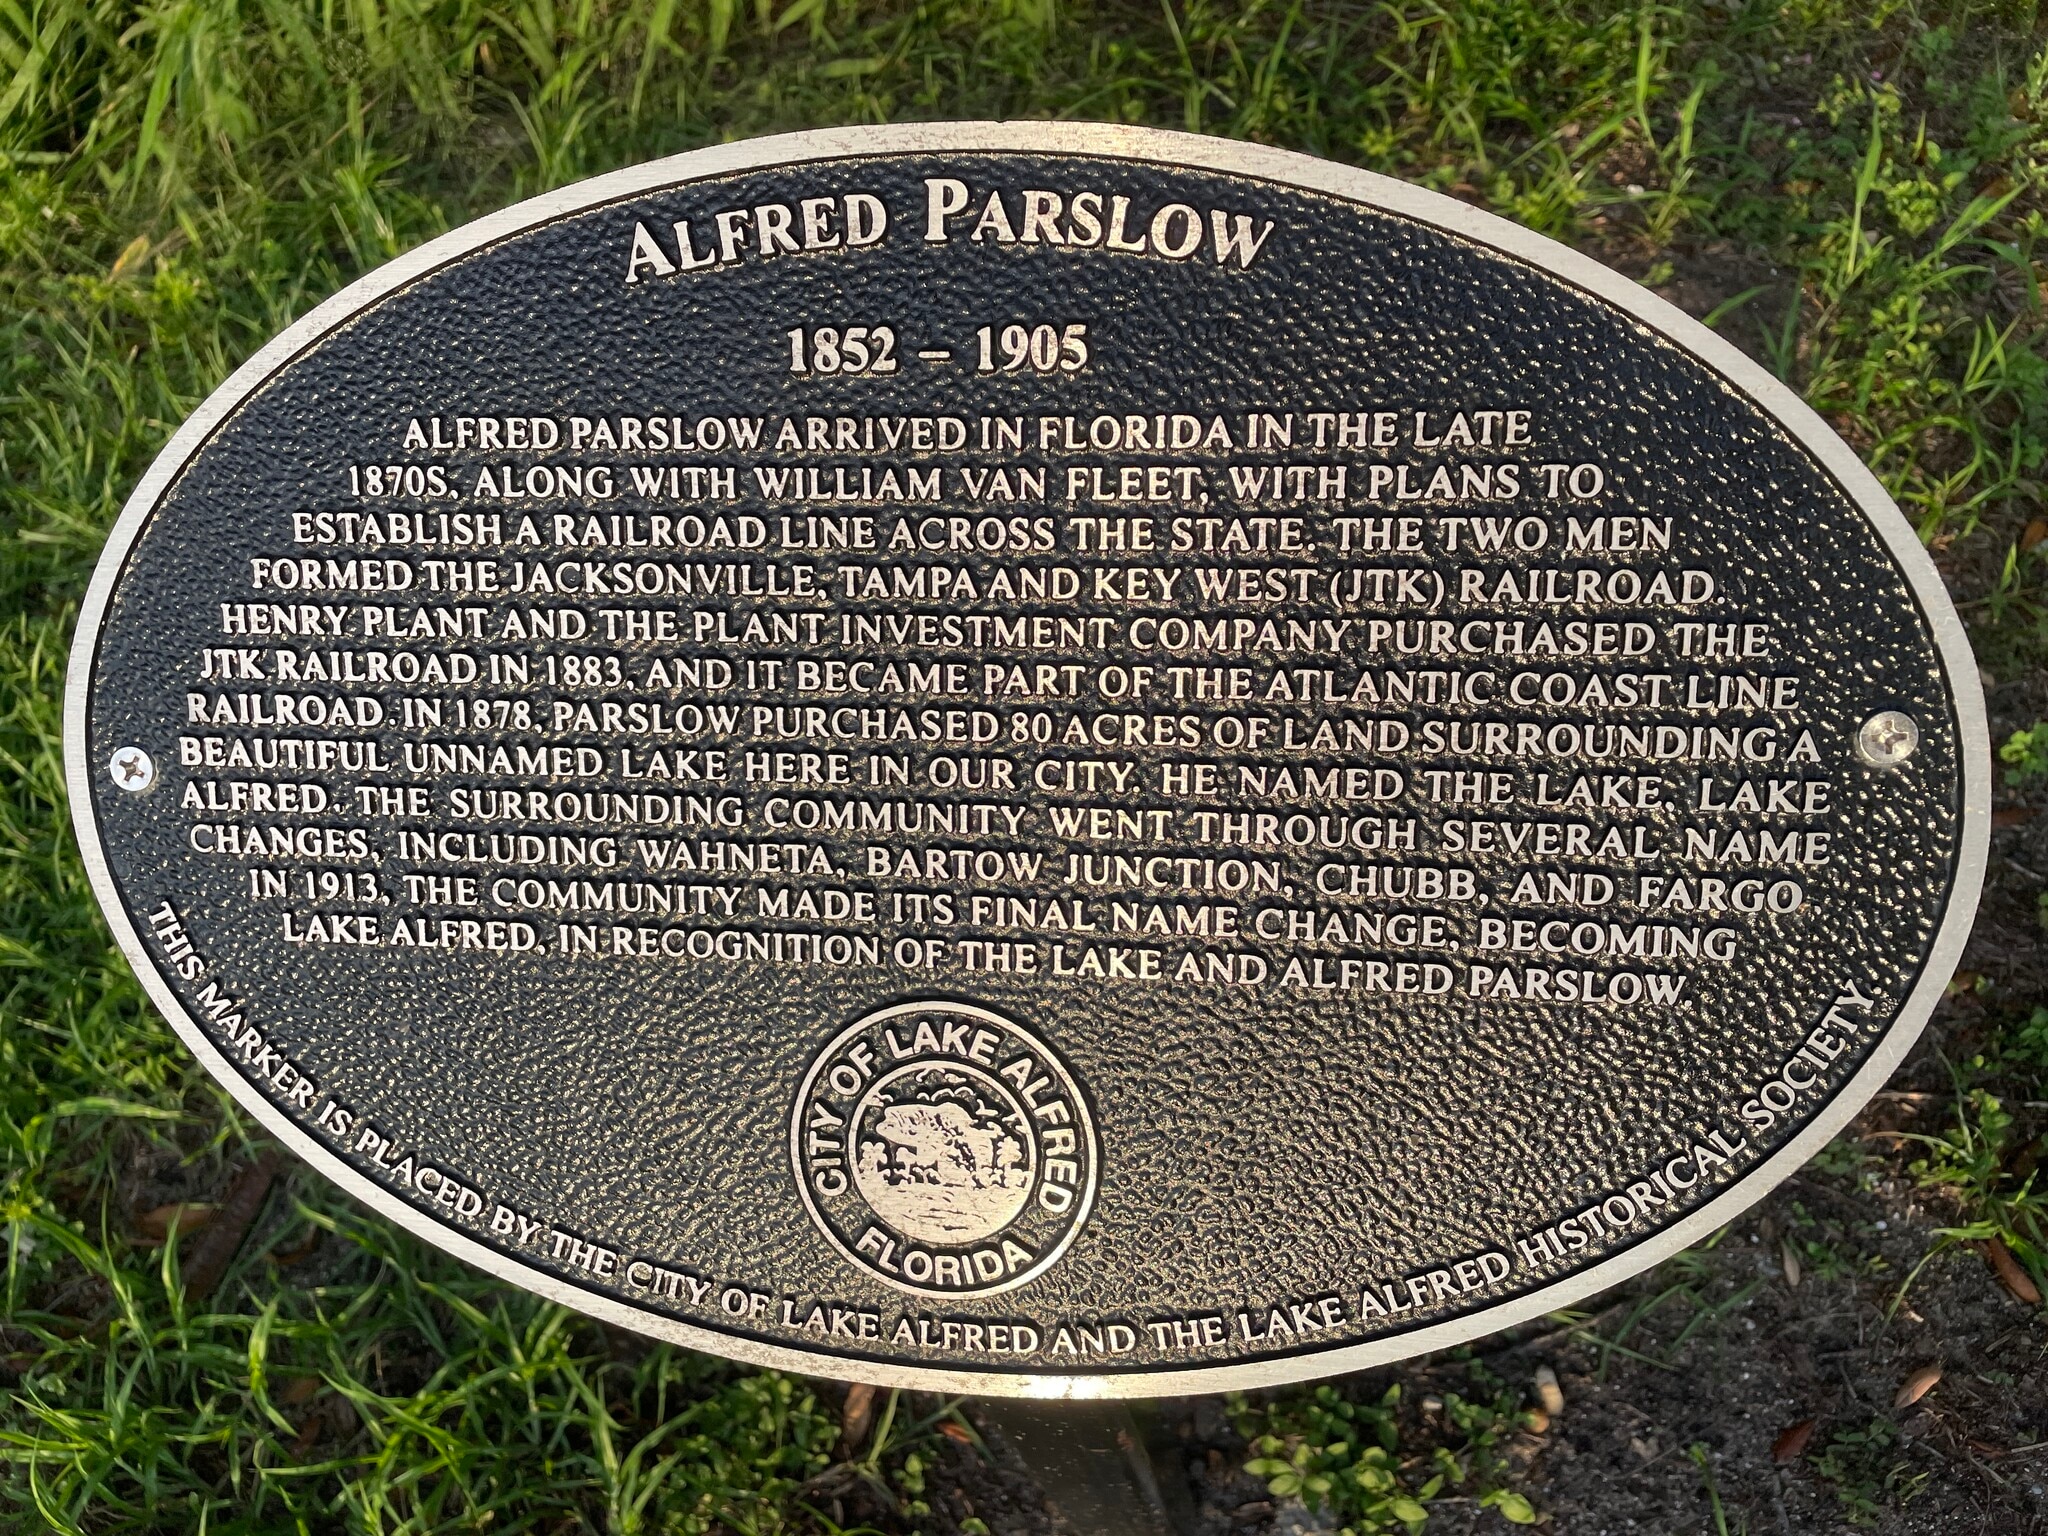 ALFRED PARSLOW
1852 – 1905
ALFRED PARSLOW ARRIVED IN FLORIDA IN THE LATE
1870S, ALONG WITH WILLIAM VAN FLEET, WITH PLANS TO
ESTABLISH A RAILROAD LINE ACROSS THE STATE. THE TWO MEN
FORMED THE JACKSONVILLE, TAMPA AND KEY WEST (JTK) RAILROAD.
HENRY PLANT AND THE PLANT INVESTMENT COMPANY PURCHASED THE
JTK RAILROAD IN 1883, AND IT BECAME PART OF THE ATLANTIC COAST LINE
RAILROAD. IN 1878, PARSLOW PURCHASED 80 ACRES OF LAND SURROUNDING A
BEAUTIFUL UNNAMED LAKE HERE IN OUR CITY. HE NAMED THE LAKE, LAKE
ALFRED. THE SURROUNDING COMMUNITY WENT THROUGH SEVERAL NAME
CHANGES, INCLUDING WAHNETA, BARTOW JUNCTION, CHUBB, AND FARGO.
IN 1913, THE COMMUNITY MADE ITS FINAL NAME CHANGE, BECOMING
LAKE ALFRED, IN RECOGNITION OF THE LAKE AND ALFRED PARSLOW.
CITY OF LAKE ALFRED
FLORIDA
THIS MARKER IS PLACED BY THE CITY OF LAKE ALFRED AND THE LAKE ALFRED HISTORICAL SOCIETY.